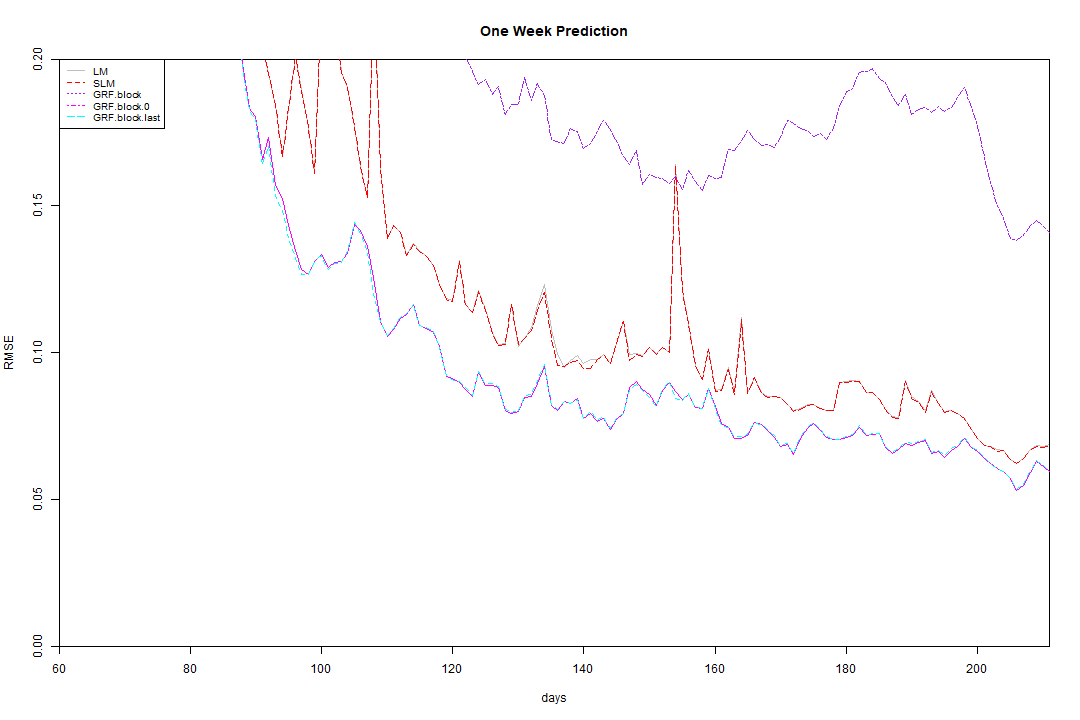 One Week Prediction
LM
SLM
GRF.block
GRF.block.0
GRF.block.last
RMSE
0.20
0.15
0.10
0.05
0.00
60 80 100 120 140 160 180 200
days